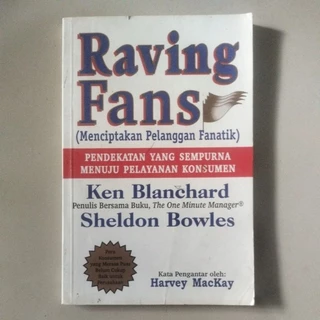 Raving
Fans
(Menciptakan Pelanggan Fanatik)
PENDEKATAN YANG SEMPURNA
MENUJU PELAYANAN KONSUMEN
Ken Blanchard
Penulis Bersama Buku, The One Minute Manager®
Sheldon Bowles
Kata Pengantar oleh:
Harvey MacKay